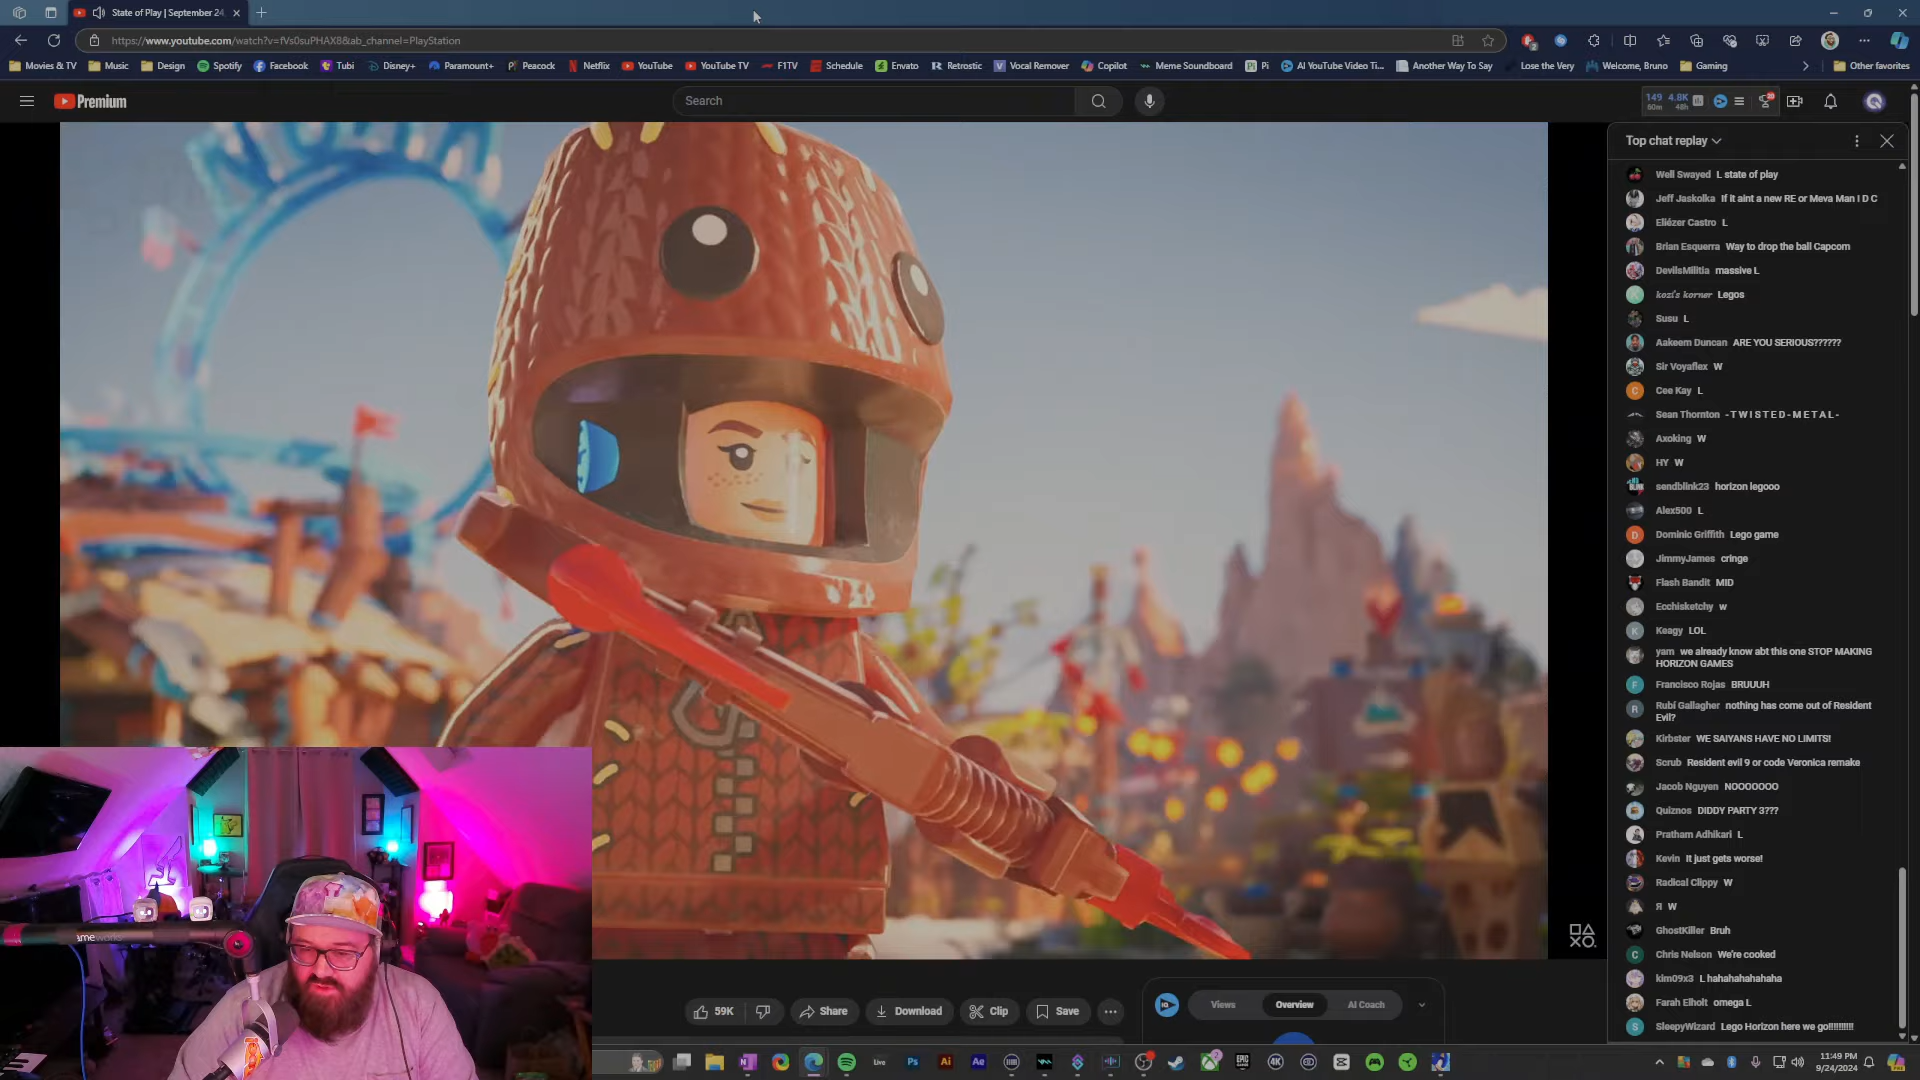 State of Play | September 24
https://www.youtube.com/watch?v=fVs0suPHAX8&ab_channel=PlayStation
Movies & TV Music Design Spotify Facebook Tubi Disney+ Paramount+ Peacock Netflix YouTube YouTube TV F1TV Schedule Envato Retrostic Vocal Remover Copilot Meme Soundboard Pi AI YouTube Video Ti... Another Way To Say Lose the Very Welcome, Bruno Gaming Other favorites
Premium
Search
149 4.8K
60m 48h
Top chat replay
Well Swayed L state of play
Jeff Jaskolka If it aint a new RE or Meva Man I D C
Eliézer Castro L
Brian Esquerra Way to drop the ball Capcom
DevilsMilitia massive L
kozi's korner Legos
Susu L
Aakeem Duncan ARE YOU SERIOUS??????
Sir Voyaflex W
Cee Kay L
Sean Thornton - T W I S T E D - M E T A L -
Axoking W
HY W
sendblink23 horizon legooo
Alex500 L
Dominic Griffith Lego game
JimmyJames cringe
Flash Bandit MID
Ecchisketchy w
Keagy LOL
yam we already know abt this one STOP MAKING
HORIZON GAMES
Francisco Rojas BRUUUH
Rubí Gallagher nothing has come out of Resident
Evil?
Kirbster WE SAIYANS HAVE NO LIMITS!
Scrub Resident evil 9 or code Veronica remake
Jacob Nguyen NOOOOOOO
Quiznos DIDDY PARTY 3???
Pratham Adhikari L
Kevin It just gets worse!
Radical Clippy W
Я W
GhostKiller Bruh
Chris Nelson We're cooked
kim09x3 L hahahahahahaha
Farah Elholt omega L
SleepyWizard Lego Horizon here we go!!!!!!!!!!
59K Share Download Clip Save
Views Overview AI Coach
11:49 PM
9/24/2024